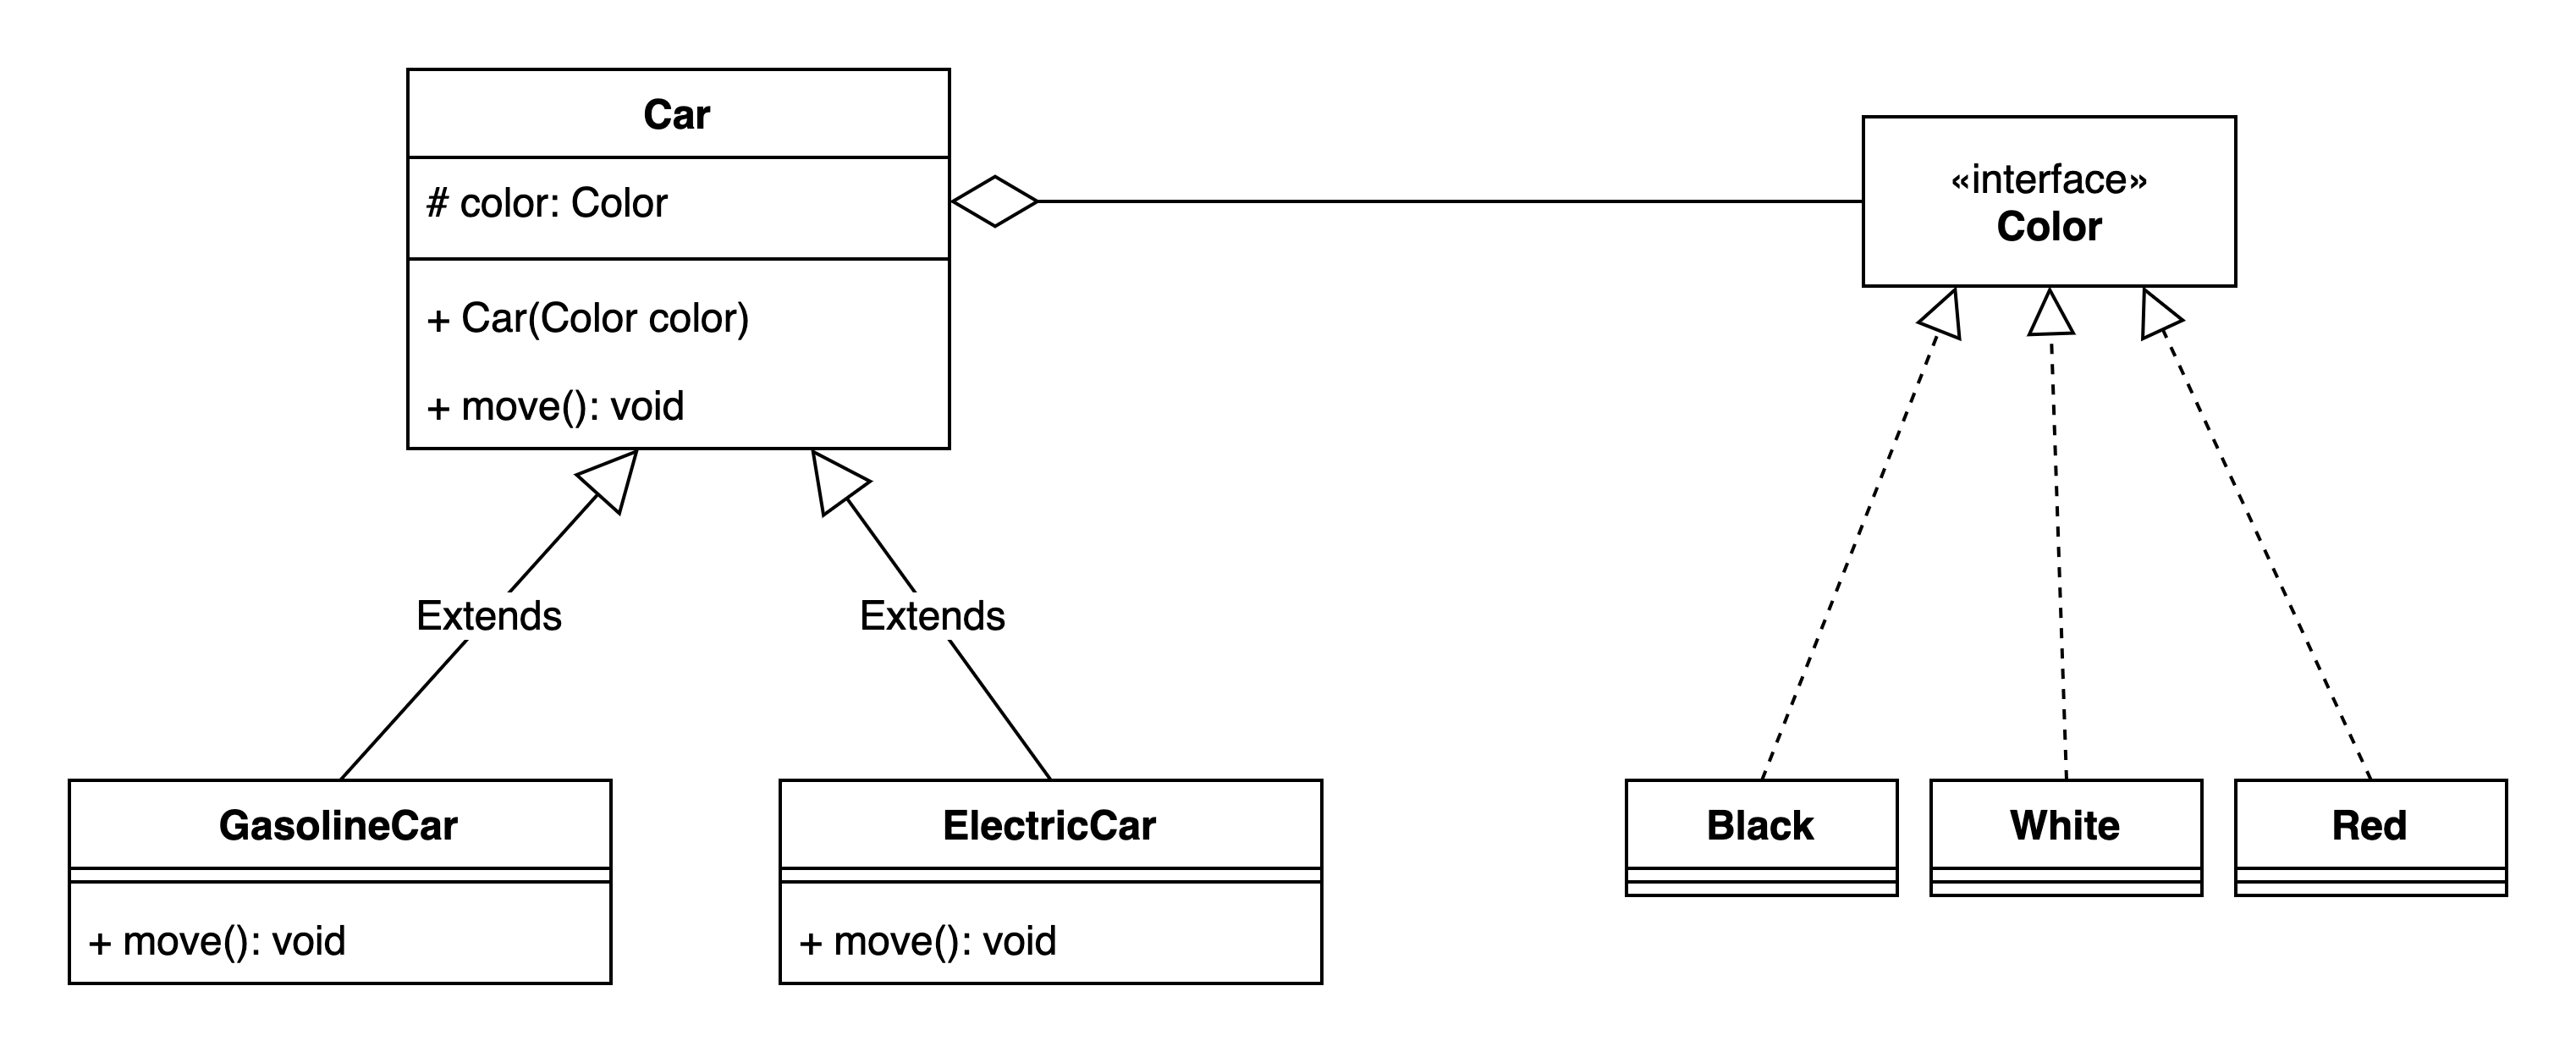 Car
# color: Color
+ Car(Color color)
+ move(): void
«interface»
Color
Extends
Extends
GasolineCar
+ move(): void
ElectricCar
+ move(): void
Black
White
Red